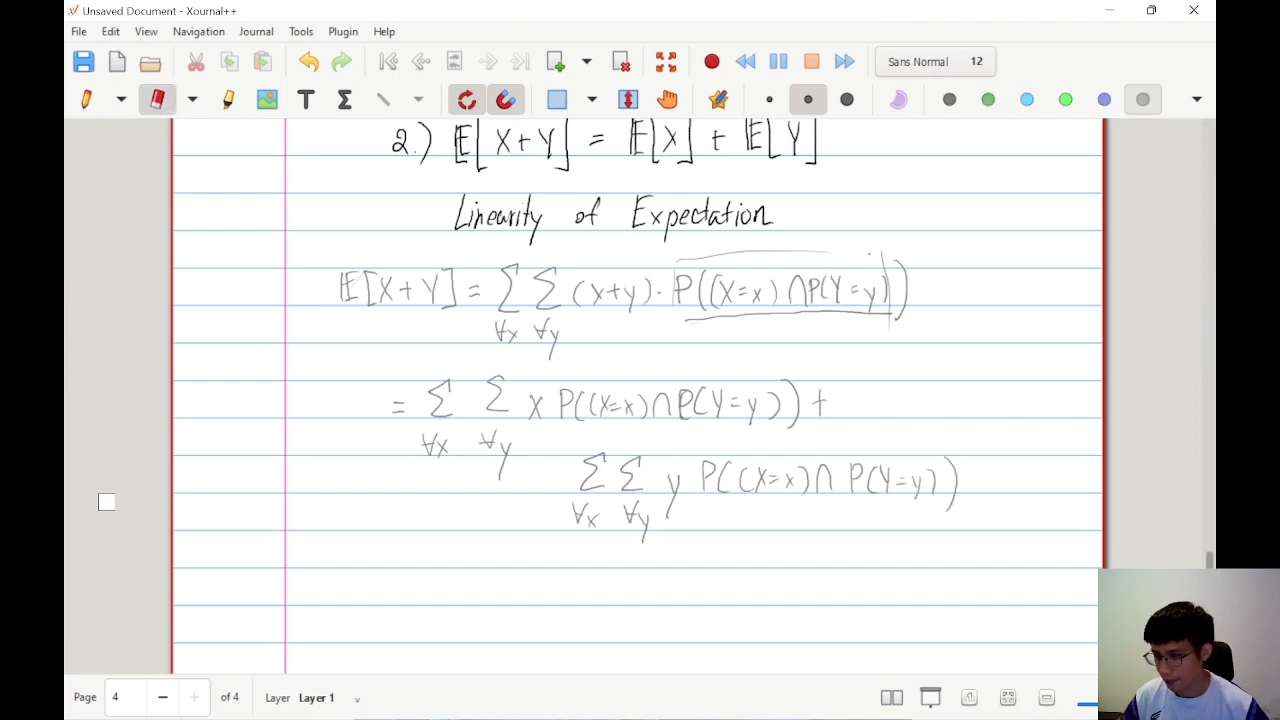 Unsaved Document - Xournal++
File Edit View Navigation Journal Tools Plugin Help
Sans Normal 12
2.) 𝔼[X+Y] = 𝔼[X] + 𝔼[Y]
Linearity of Expectation
𝔼[X+Y] = ∑ ∑ (x+y) · P((X=x) ∩ P(Y=y))
∀x ∀y
= ∑ ∑ x P((X=x) ∩ P(Y=y)) +
∀x ∀y
∑ ∑ y P((X=x) ∩ P(Y=y))
∀x ∀y
Page 4 of 4 Layer Layer 1